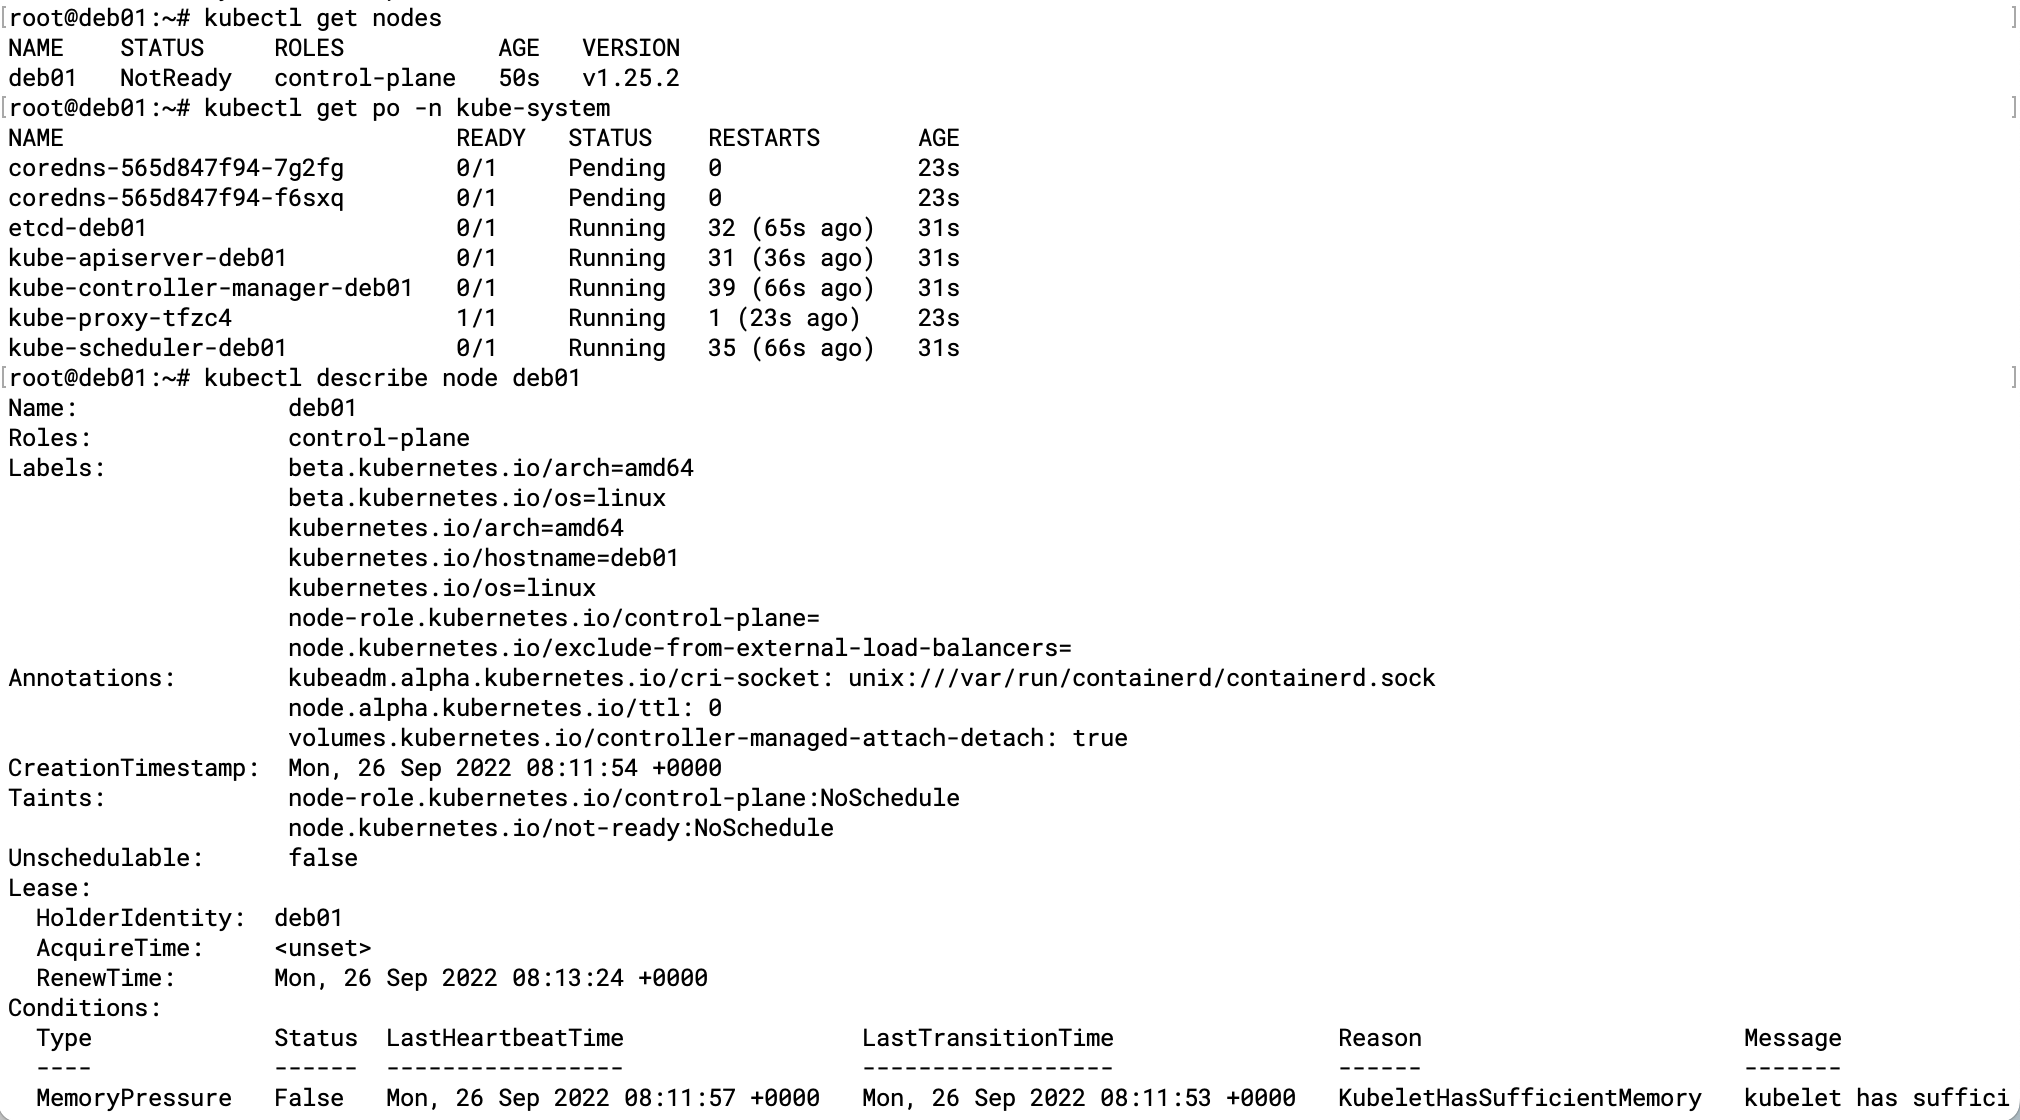 [root@deb01:~# kubectl get nodes ]
NAME    STATUS     ROLES           AGE   VERSION
deb01   NotReady   control-plane   50s   v1.25.2
[root@deb01:~# kubectl get po -n kube-system ]
NAME                            READY   STATUS    RESTARTS       AGE
coredns-565d847f94-7g2fg        0/1     Pending   0              23s
coredns-565d847f94-f6sxq        0/1     Pending   0              23s
etcd-deb01                      0/1     Running   32 (65s ago)   31s
kube-apiserver-deb01            0/1     Running   31 (36s ago)   31s
kube-controller-manager-deb01   0/1     Running   39 (66s ago)   31s
kube-proxy-tfzc4                1/1     Running   1 (23s ago)    23s
kube-scheduler-deb01            0/1     Running   35 (66s ago)   31s
[root@deb01:~# kubectl describe node deb01 ]
Name:               deb01
Roles:              control-plane
Labels:             beta.kubernetes.io/arch=amd64
                    beta.kubernetes.io/os=linux
                    kubernetes.io/arch=amd64
                    kubernetes.io/hostname=deb01
                    kubernetes.io/os=linux
                    node-role.kubernetes.io/control-plane=
                    node.kubernetes.io/exclude-from-external-load-balancers=
Annotations:        kubeadm.alpha.kubernetes.io/cri-socket: unix:///var/run/containerd/containerd.sock
                    node.alpha.kubernetes.io/ttl: 0
                    volumes.kubernetes.io/controller-managed-attach-detach: true
CreationTimestamp:  Mon, 26 Sep 2022 08:11:54 +0000
Taints:             node-role.kubernetes.io/control-plane:NoSchedule
                    node.kubernetes.io/not-ready:NoSchedule
Unschedulable:      false
Lease:
  HolderIdentity:  deb01
  AcquireTime:     <unset>
  RenewTime:       Mon, 26 Sep 2022 08:13:24 +0000
Conditions:
  Type             Status  LastHeartbeatTime                 LastTransitionTime                Reason                       Message
  ----             ------  -----------------                 ------------------                ------                       -------
  MemoryPressure   False   Mon, 26 Sep 2022 08:11:57 +0000   Mon, 26 Sep 2022 08:11:53 +0000   KubeletHasSufficientMemory   kubelet has suffici